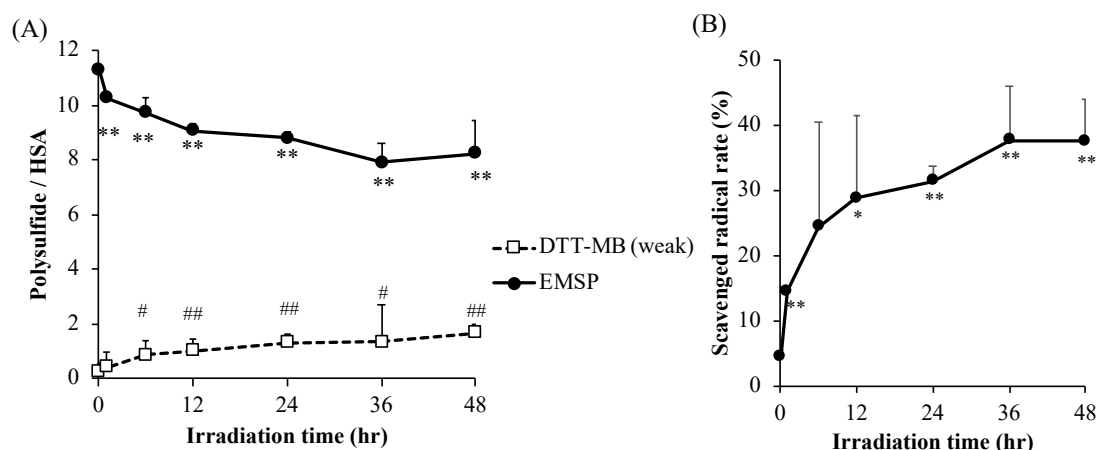 (A)
12
10
8
6
4
2
0
Polysulfide / HSA
** ** ** ** ** **
# ## ## # ##
0 12 24 36 48
Irradiation time (hr)
DTT-MB (weak)
EMSP
(B)
50
40
30
20
10
0
Scavenged radical rate (%)
** * ** ** **
0 12 24 36 48
Irradiation time (hr)